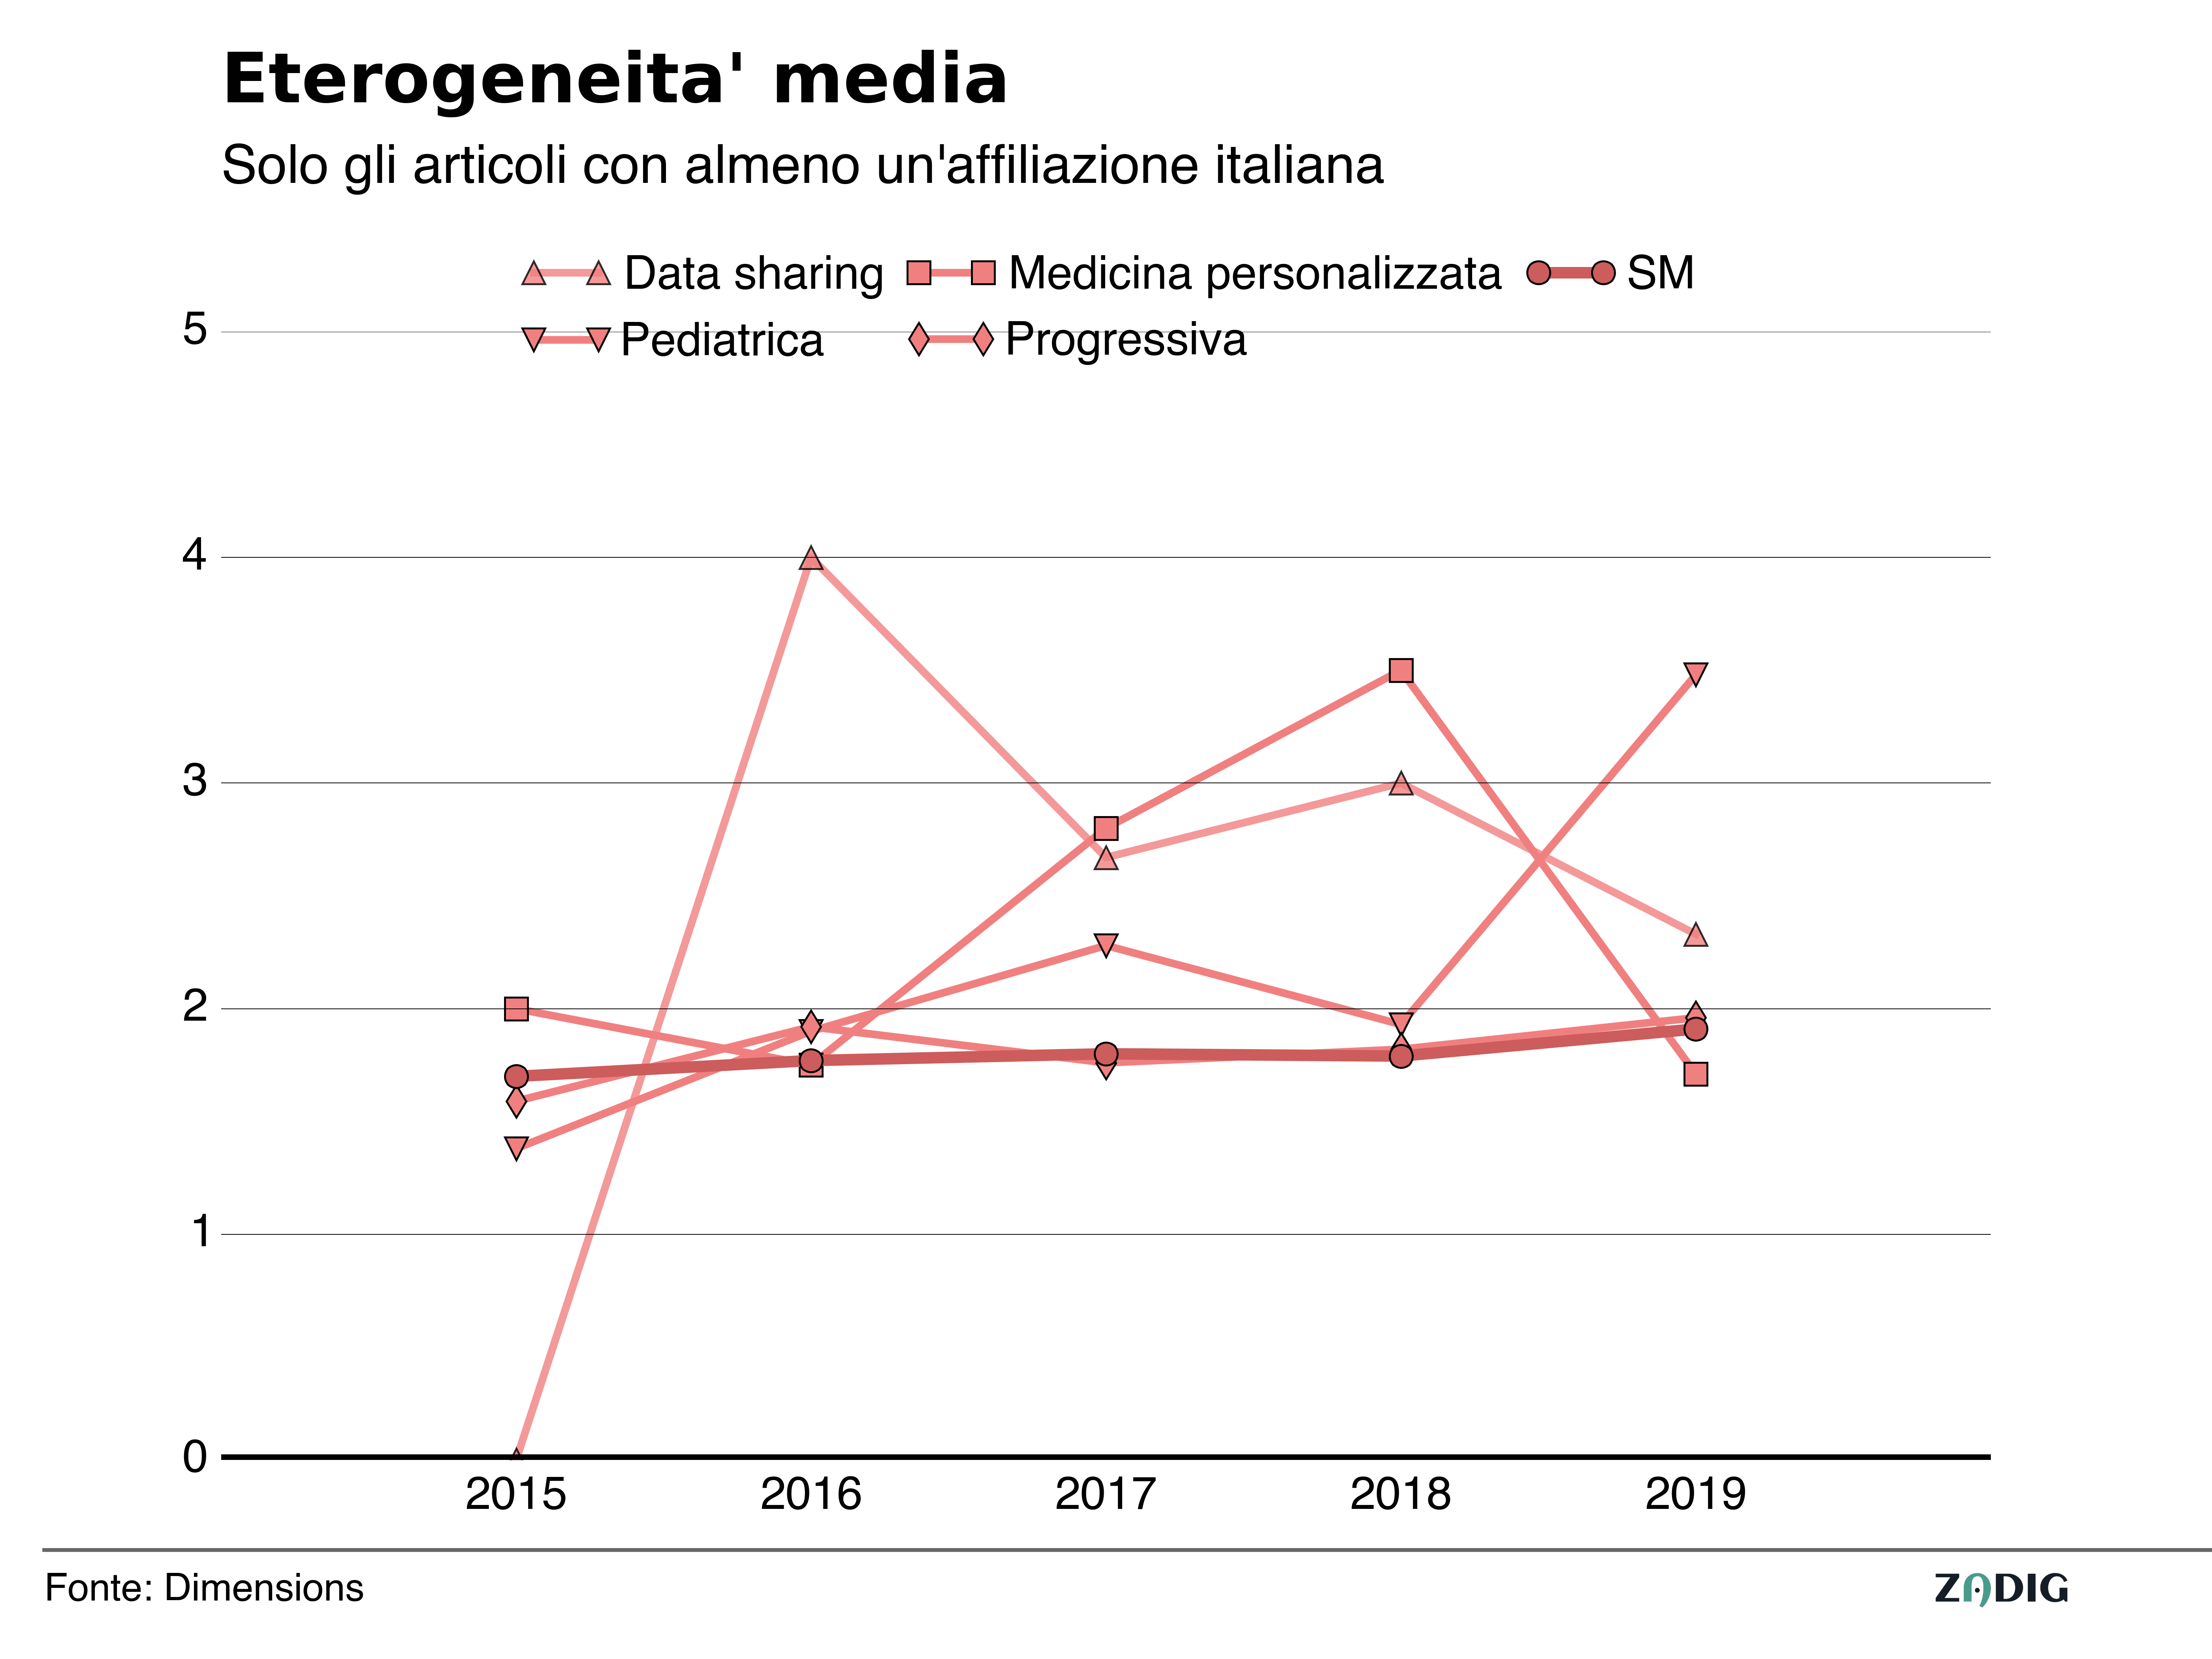 Eterogeneita' media
Solo gli articoli con almeno un'affiliazione italiana
Data sharing Medicina personalizzata SM
Pediatrica Progressiva
5
4
3
2
1
0
2015 2016 2017 2018 2019
Fonte: Dimensions ZADIG